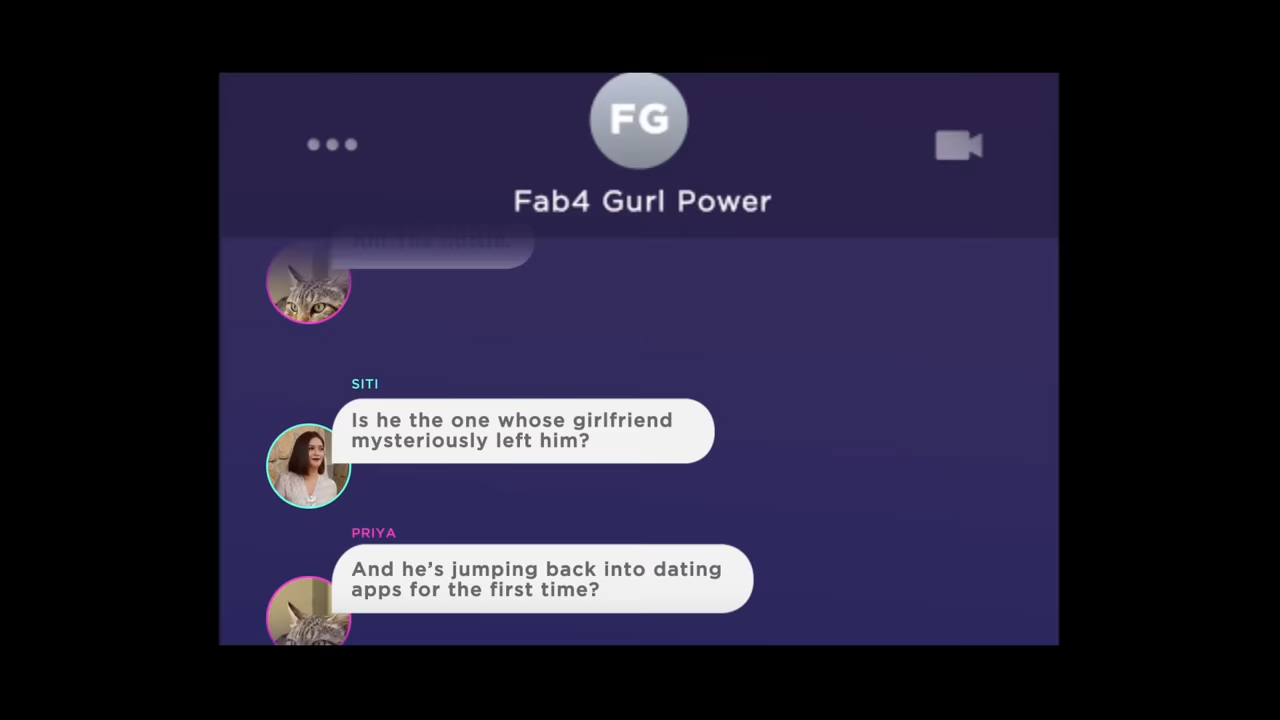 FG
Fab4 Gurl Power
SITI
Is he the one whose girlfriend
mysteriously left him?
PRIYA
And he's jumping back into dating
apps for the first time?